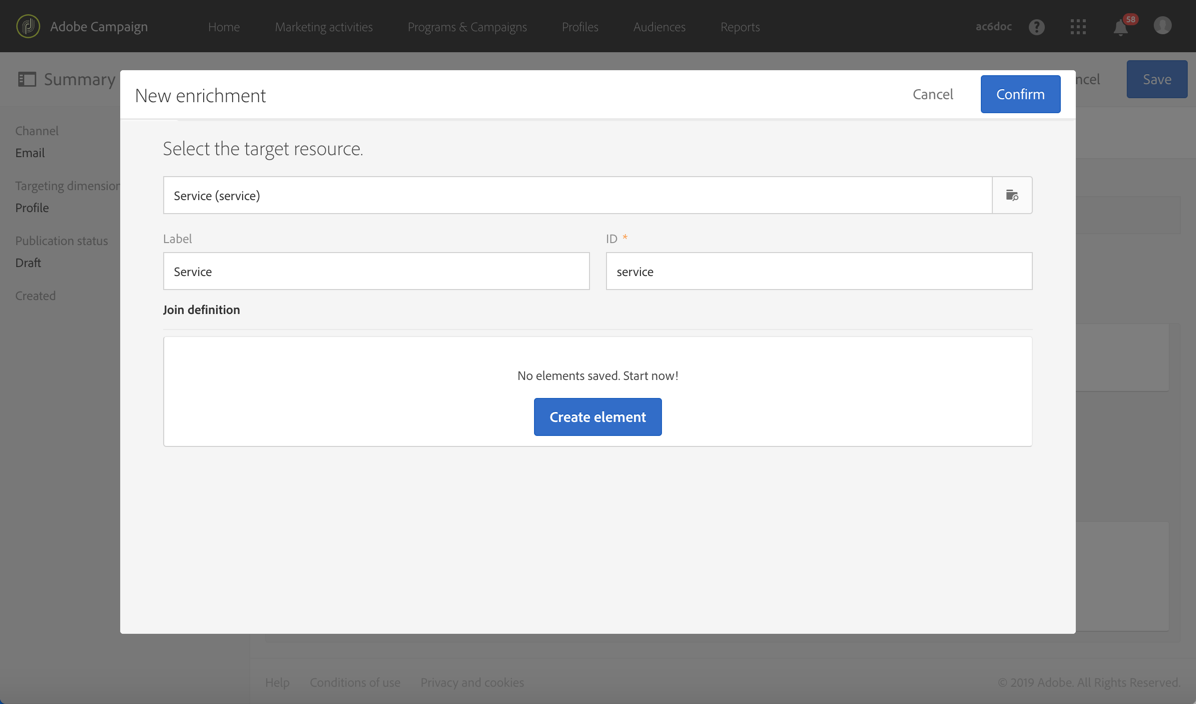 Adobe Campaign
Home
Marketing activities
Programs & Campaigns
Profiles
Audiences
Reports
ac6doc
?
58
Summary
ncel
Save
New enrichment
Cancel
Confirm
Channel
Email
Targeting dimension
Profile
Publication status
Draft
Created
Select the target resource.
Service (service)
Label
ID *
Service
service
Join definition
No elements saved. Start now!
Create element
Help
Conditions of use
Privacy and cookies
© 2019 Adobe. All Rights Reserved.